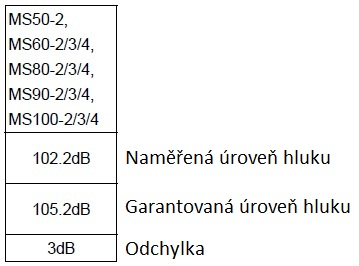 MS50-2,
MS60-2/3/4,
MS80-2/3/4,
MS90-2/3/4,
MS100-2/3/4
102.2dB Naměřená úroveň hluku
105.2dB Garantovaná úroveň hluku
3dB Odchylka